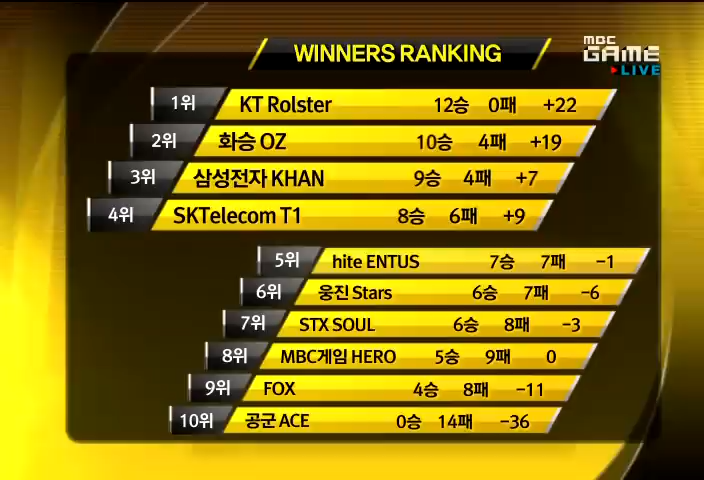 WINNERS RANKING
MBC
GAME
LIVE
1위 KT Rolster 12승 0패 +22
2위 화승 OZ 10승 4패 +19
3위 삼성전자 KHAN 9승 4패 +7
4위 SKTelecom T1 8승 6패 +9
5위 hite ENTUS 7승 7패 -1
6위 웅진 Stars 6승 7패 -6
7위 STX SOUL 6승 8패 -3
8위 MBC게임 HERO 5승 9패 0
9위 FOX 4승 8패 -11
10위 공군 ACE 0승 14패 -36